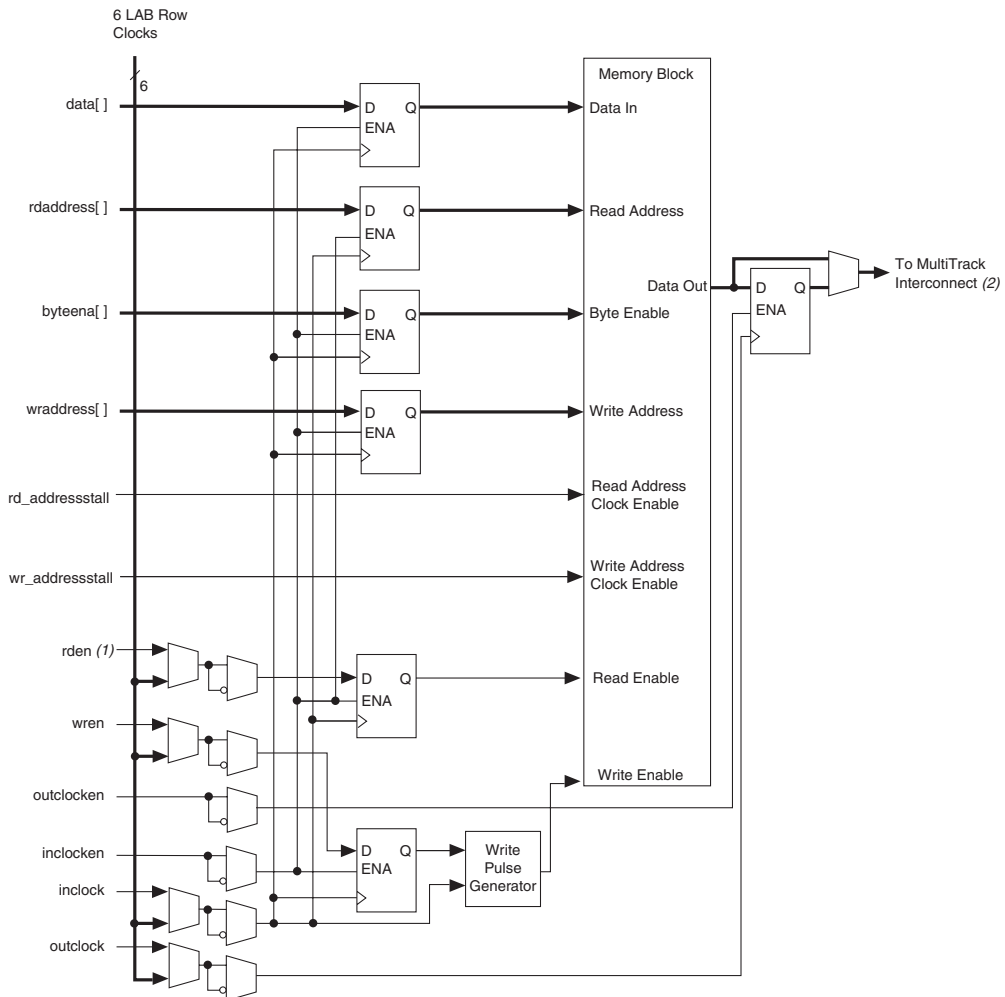 6 LAB Row
Clocks
6
Memory Block
data[ ]
D Q
ENA
Data In
rdaddress[ ]
D Q
ENA
Read Address
To MultiTrack
Interconnect (2)
Data Out
D Q
ENA
byteena[ ]
D Q
ENA
Byte Enable
wraddress[ ]
D Q
ENA
Write Address
rd_addressstall
Read Address
Clock Enable
wr_addressstall
Write Address
Clock Enable
rden (1)
D Q
ENA
Read Enable
wren
Write Enable
outclocken
inclocken
D Q
ENA
Write
Pulse
Generator
inclock
outclock